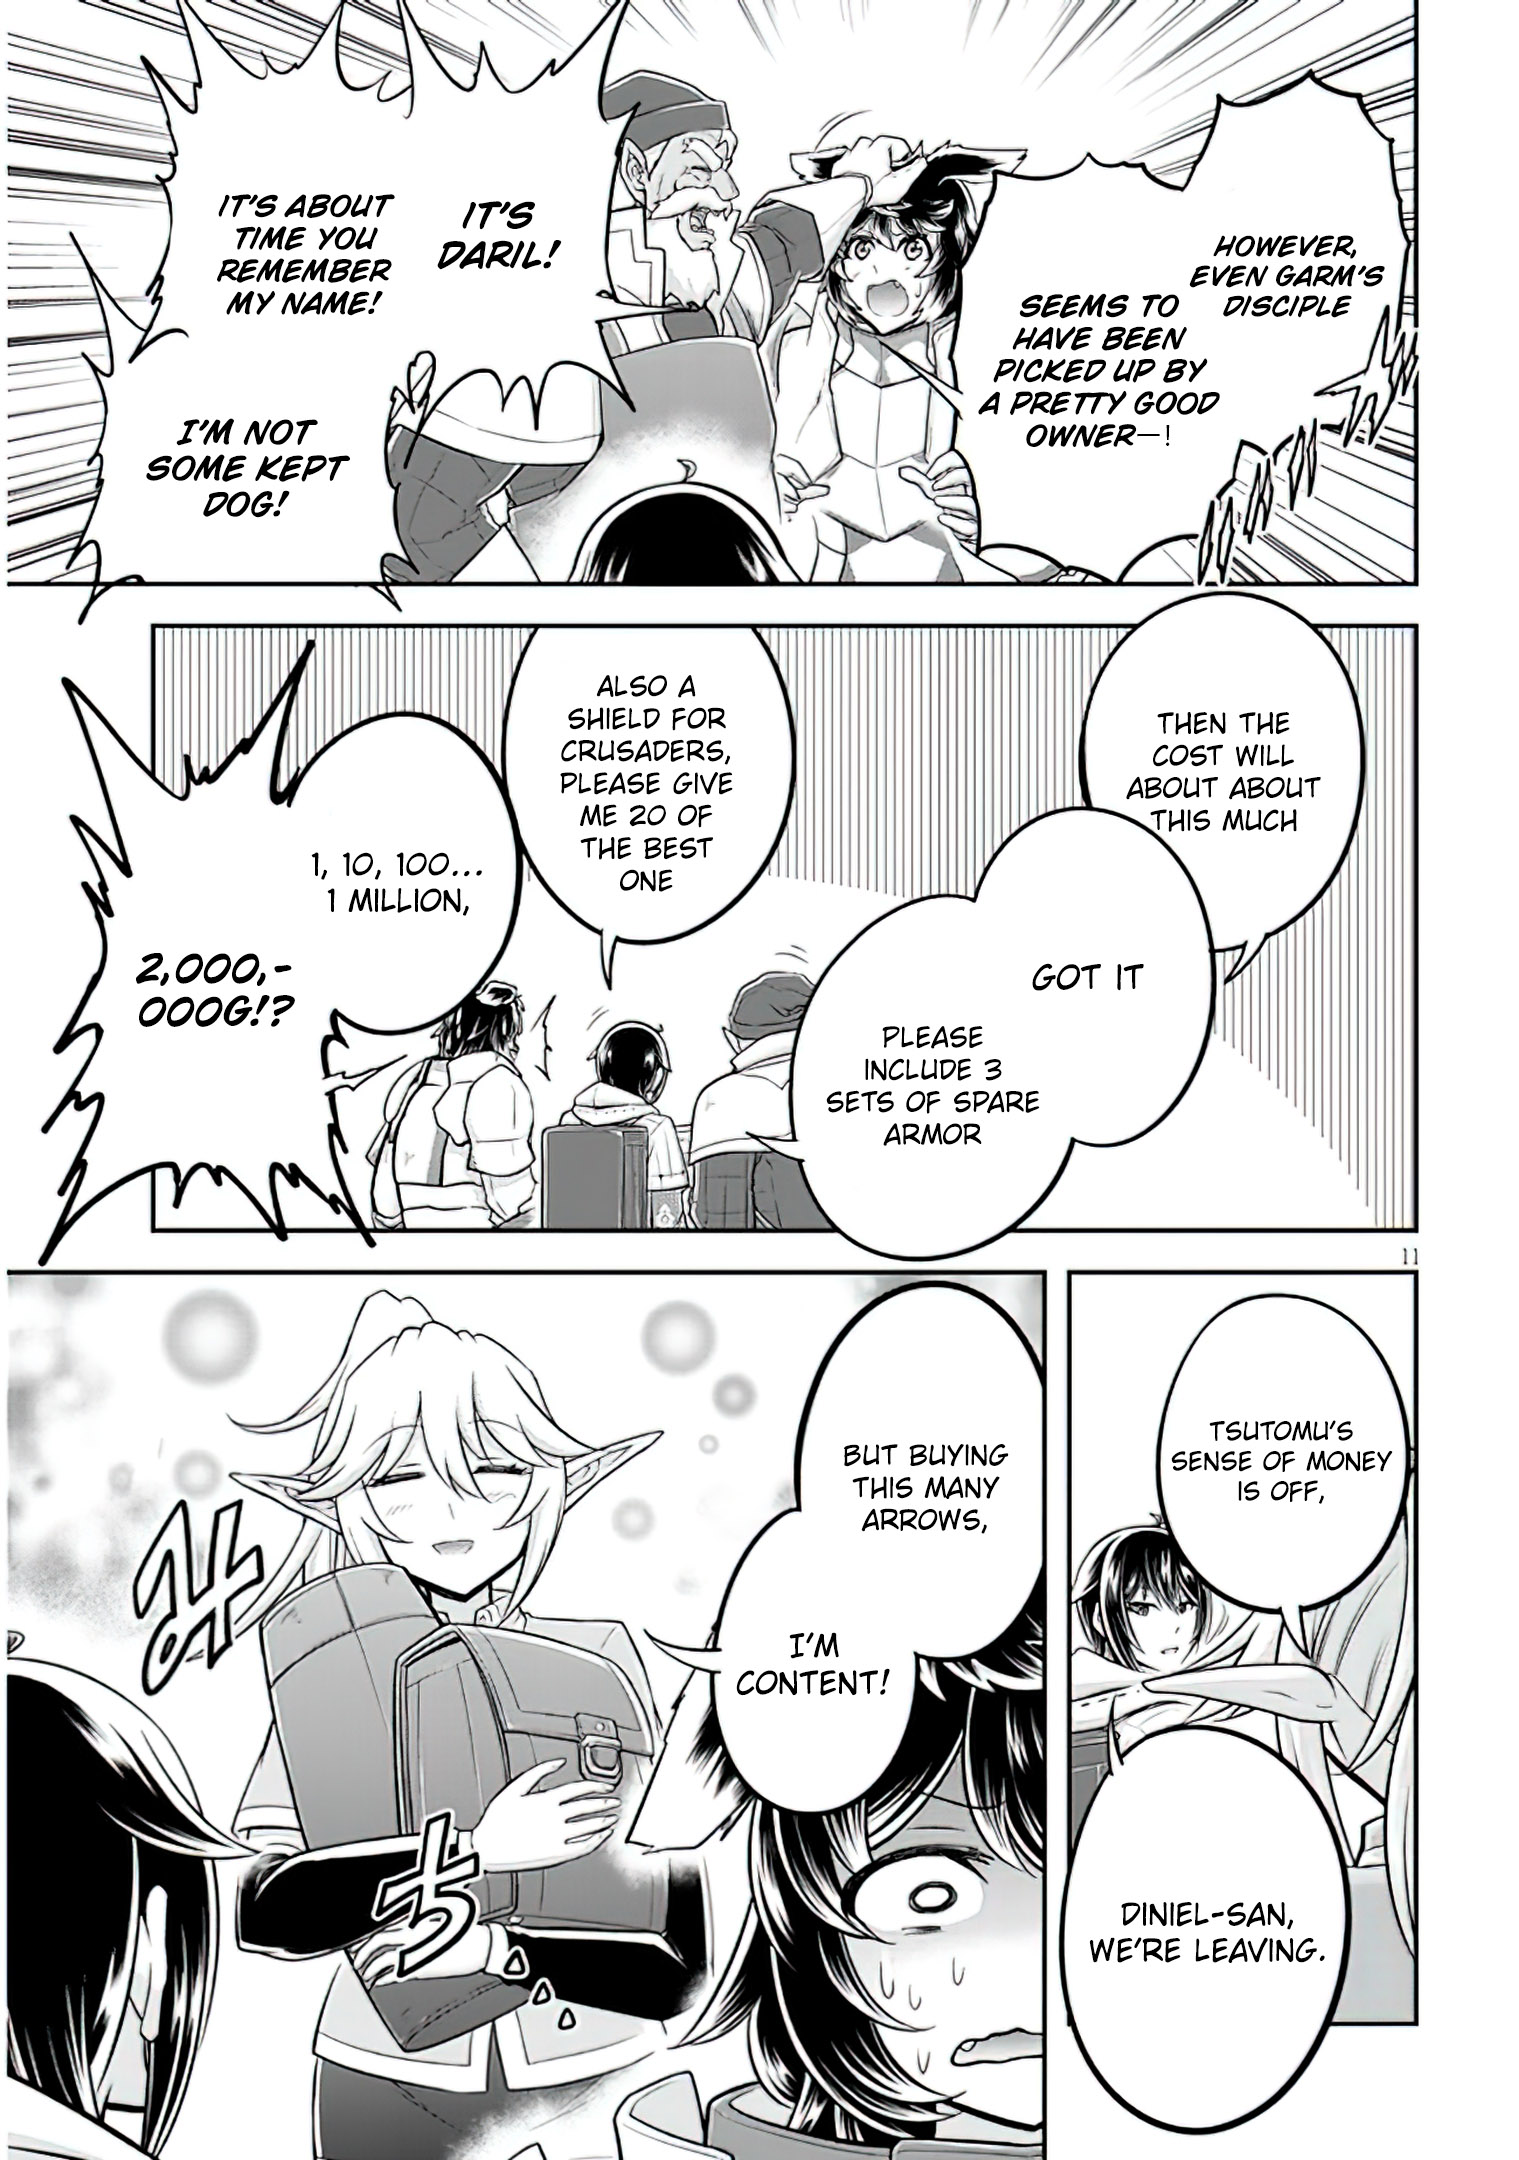 HOWEVER,
EVEN GARM'S
DISCIPLE
SEEMS TO
HAVE BEEN
PICKED UP BY
A PRETTY GOOD
OWNER—!
IT'S
DARIL!
IT'S ABOUT
TIME YOU
REMEMBER
MY NAME!
I'M NOT
SOME KEPT
DOG!
THEN THE
COST WILL
ABOUT ABOUT
THIS MUCH
GOT IT
PLEASE
INCLUDE 3
SETS OF SPARE
ARMOR
ALSO A
SHIELD FOR
CRUSADERS,
PLEASE GIVE
ME 20 OF
THE BEST
ONE
1, 10, 100...
1 MILLION,
2,000,-
000G!?
11
TSUTOMU'S
SENSE OF MONEY
IS OFF,
DINIEL-SAN,
WE'RE LEAVING.
BUT BUYING
THIS MANY
ARROWS,
I'M
CONTENT!
み
ち